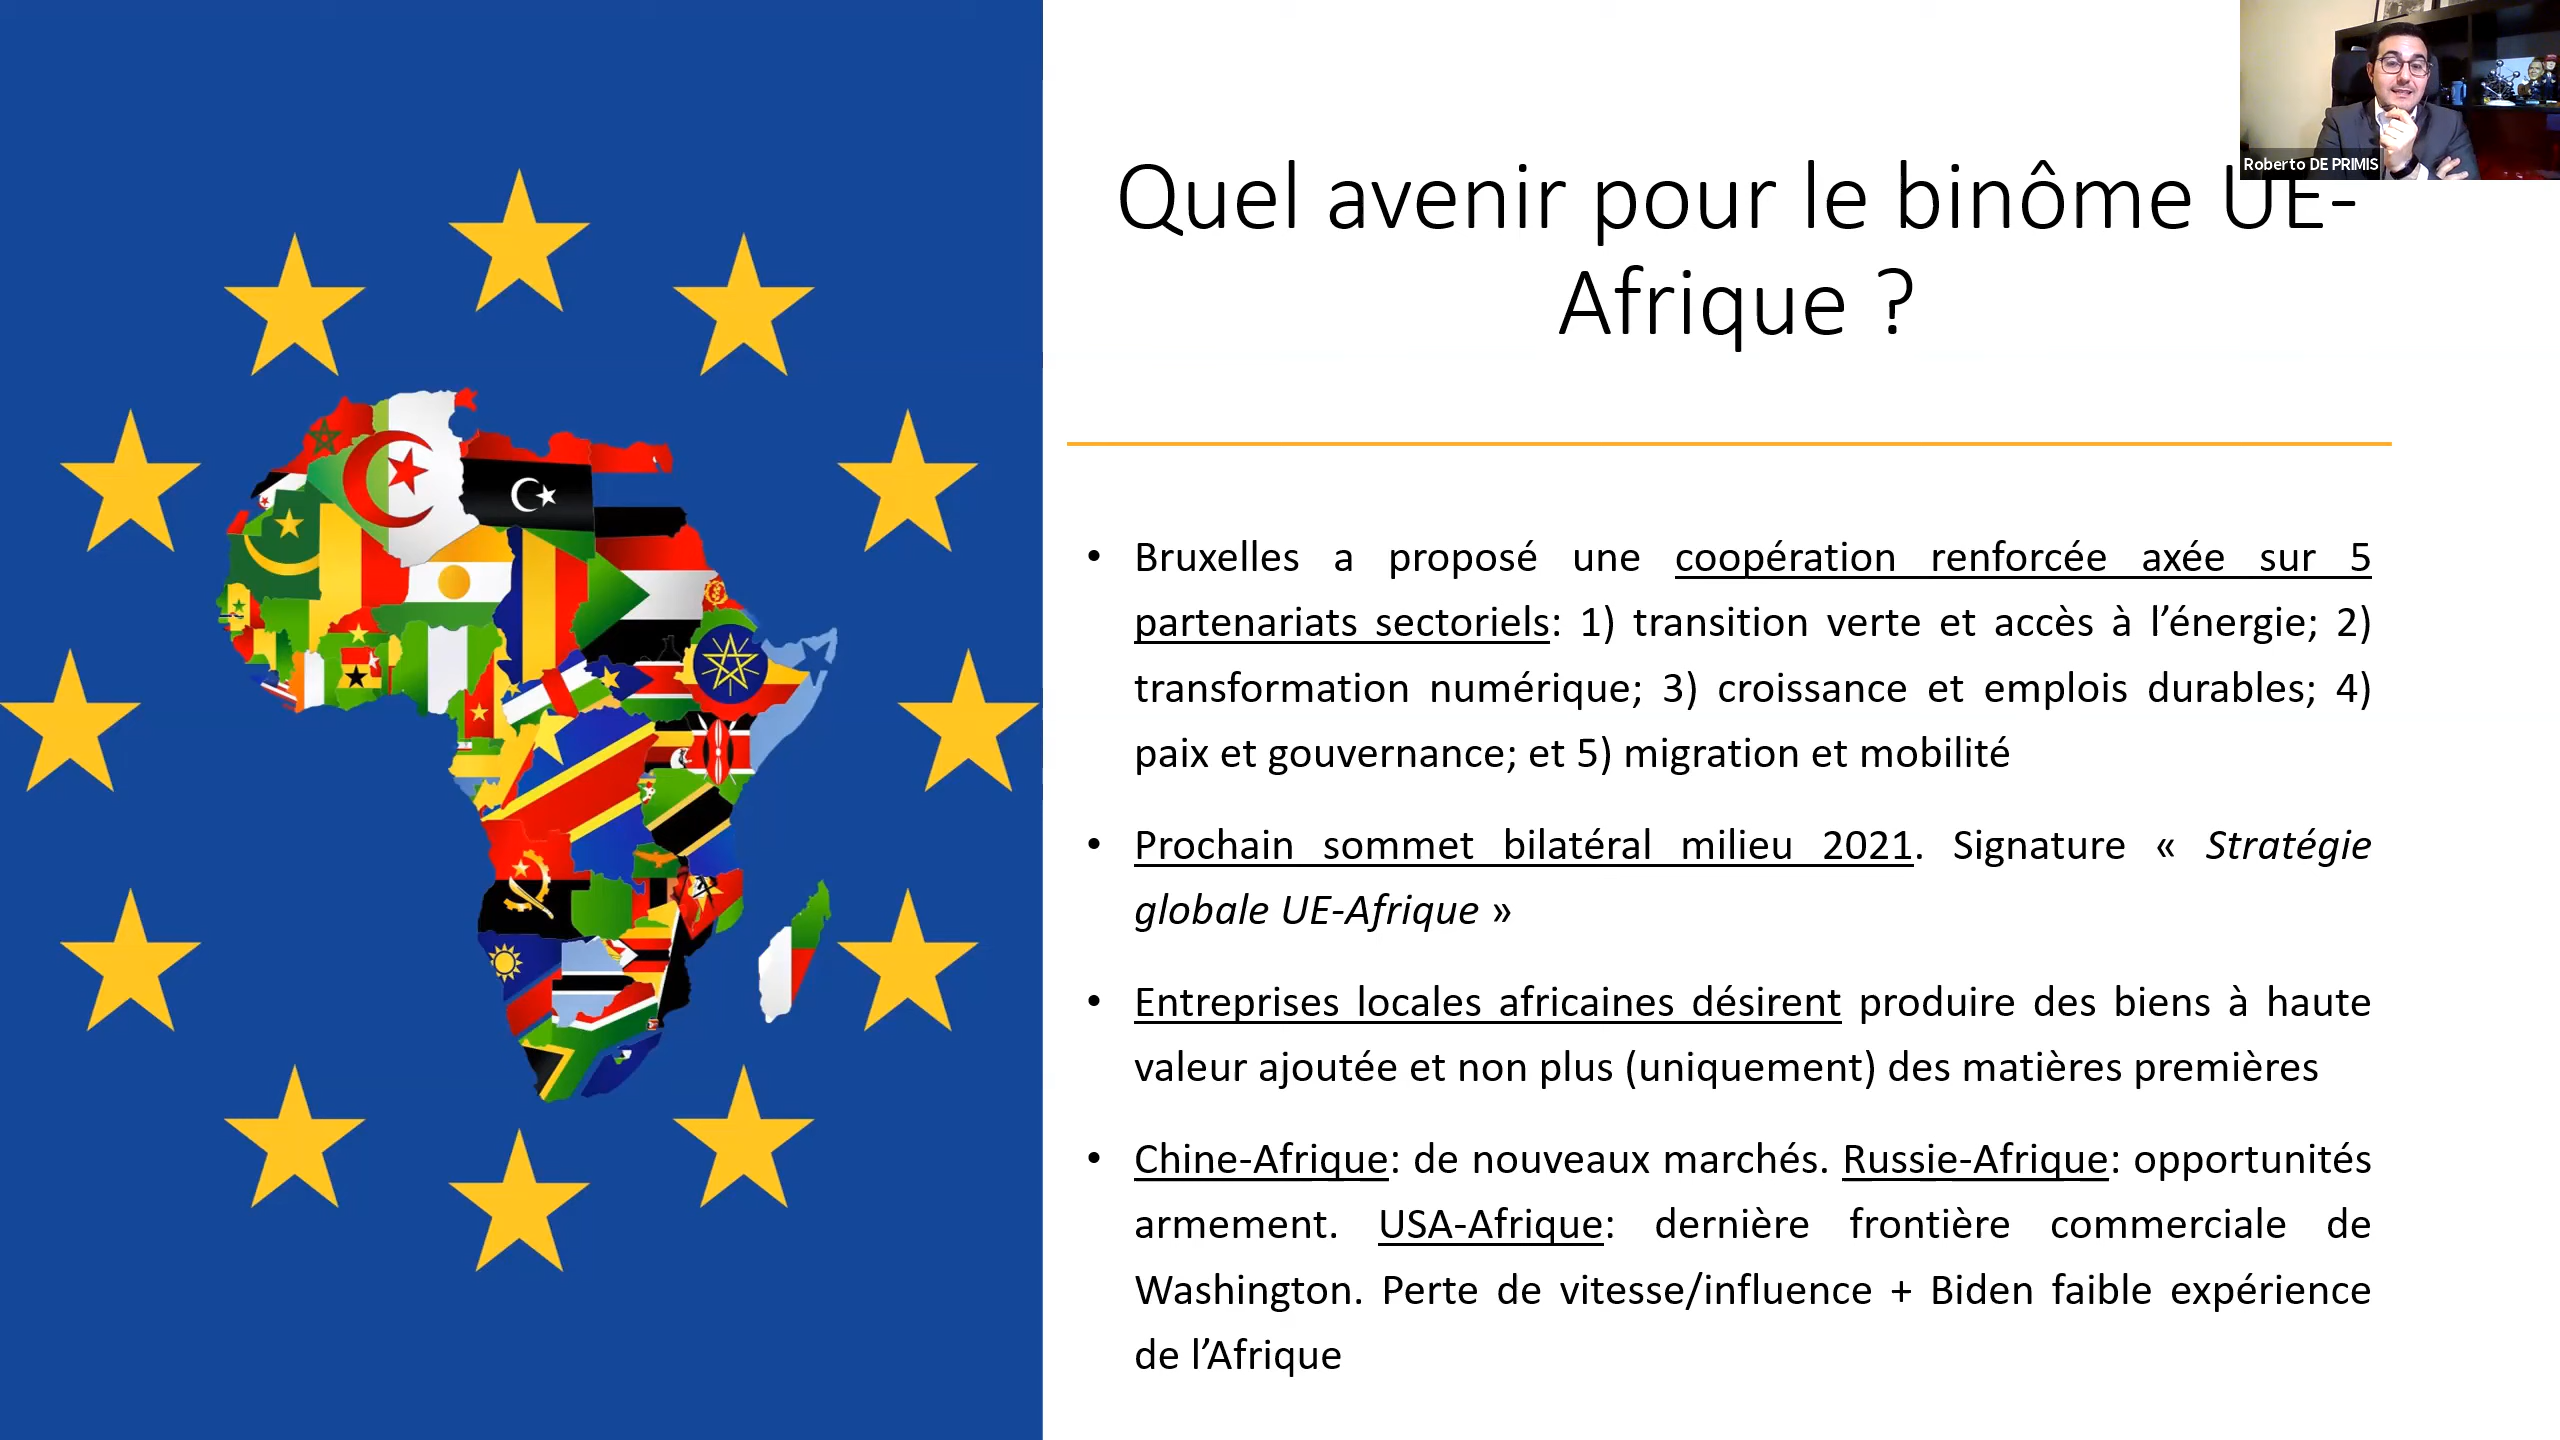 Roberto DE PRIMIS
Quel avenir pour le binôme UE-
Afrique ?
• Bruxelles a proposé une coopération renforcée axée sur 5
partenariats sectoriels: 1) transition verte et accès à l’énergie; 2)
transformation numérique; 3) croissance et emplois durables; 4)
paix et gouvernance; et 5) migration et mobilité
• Prochain sommet bilatéral milieu 2021. Signature « Stratégie
globale UE-Afrique »
• Entreprises locales africaines désirent produire des biens à haute
valeur ajoutée et non plus (uniquement) des matières premières
• Chine-Afrique: de nouveaux marchés. Russie-Afrique: opportunités
armement. USA-Afrique: dernière frontière commerciale de
Washington. Perte de vitesse/influence + Biden faible expérience
de l’Afrique